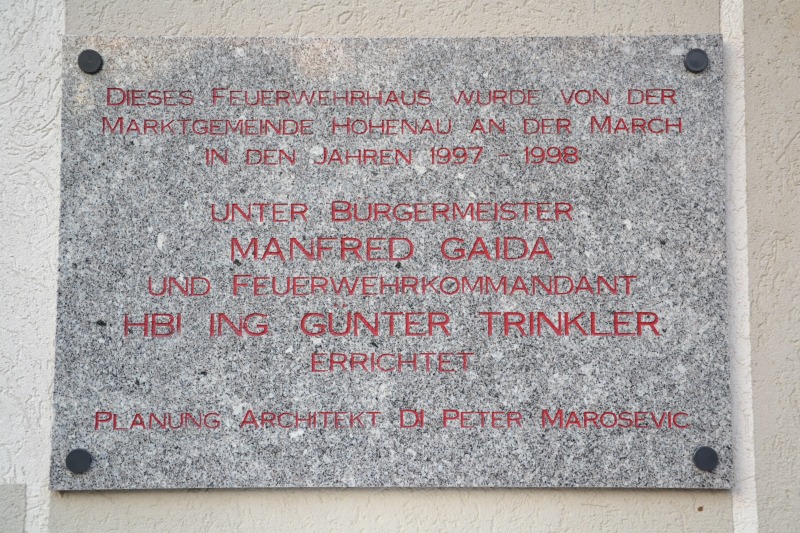 DIESES FEUERWEHRHAUS WURDE VON DER
MARKTGEMEINDE HOHENAU AN DER MARCH
IN DEN JAHREN 1997 - 1998
UNTER BÜRGERMEISTER
MANFRED GAIDA
UND FEUERWEHRKOMMANDANT
HBI ING GÜNTER TRINKLER
ERRICHTET
PLANUNG ARCHITEKT DI PETER MAROSEVIC